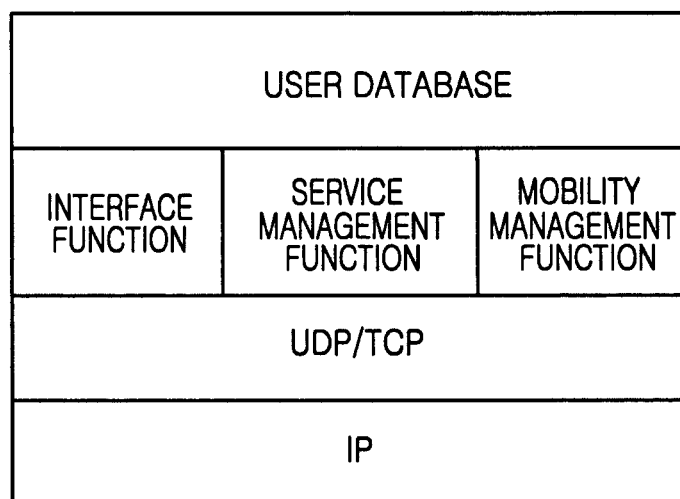 USER DATABASE
INTERFACE
FUNCTION
SERVICE
MANAGEMENT
FUNCTION
MOBILITY
MANAGEMENT
FUNCTION
UDP/TCP
IP